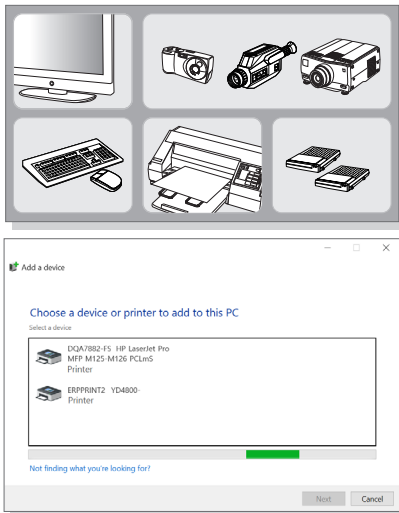 Add a device
Choose a device or printer to add to this PC
Select a device
DQA7882-F5 HP LaserJet Pro
MFP M125-M126 PCLmS
Printer
ERPPRINT2 YD4800-
Printer
Not finding what you're looking for?
Next Cancel